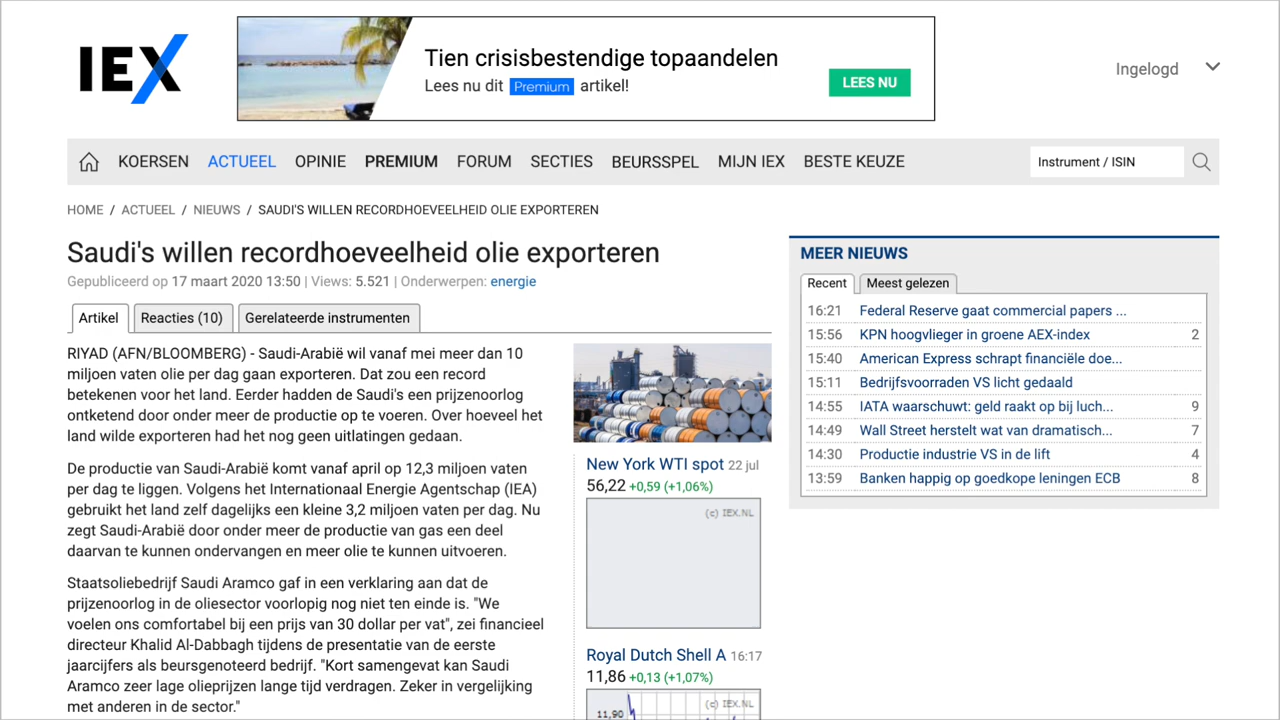 IEX
Tien crisisbestendige topaandelen
Lees nu dit Premium artikel!
LEES NU
Ingelogd
KOERSEN ACTUEEL OPINIE PREMIUM FORUM SECTIES BEURSSPEL MIJN IEX BESTE KEUZE
Instrument / ISIN
HOME / ACTUEEL / NIEUWS / SAUDI'S WILLEN RECORDHOEVEELHEID OLIE EXPORTEREN
Saudi's willen recordhoeveelheid olie exporteren
Gepubliceerd op 17 maart 2020 13:50 | Views: 5.521 | Onderwerpen: energie
Artikel Reacties (10) Gerelateerde instrumenten
RIYAD (AFN/BLOOMBERG) - Saudi-Arabië wil vanaf mei meer dan 10
miljoen vaten olie per dag gaan exporteren. Dat zou een record
betekenen voor het land. Eerder hadden de Saudi's een prijzenoorlog
ontketend door onder meer de productie op te voeren. Over hoeveel het
land wilde exporteren had het nog geen uitlatingen gedaan.
De productie van Saudi-Arabië komt vanaf april op 12,3 miljoen vaten
per dag te liggen. Volgens het Internationaal Energie Agentschap (IEA)
gebruikt het land zelf dagelijks een kleine 3,2 miljoen vaten per dag. Nu
zegt Saudi-Arabië door onder meer de productie van gas een deel
daarvan te kunnen ondervangen en meer olie te kunnen uitvoeren.
Staatsoliebedrijf Saudi Aramco gaf in een verklaring aan dat de
prijzenoorlog in de oliesector voorlopig nog niet ten einde is. "We
voelen ons comfortabel bij een prijs van 30 dollar per vat", zei financieel
directeur Khalid Al-Dabbagh tijdens de presentatie van de eerste
jaarcijfers als beursgenoteerd bedrijf. "Kort samengevat kan Saudi
Aramco zeer lage olieprijzen lange tijd verdragen. Zeker in vergelijking
met anderen in de sector."
New York WTI spot 22 jul
56,22 +0,59 (+1,06%)
(c) IEX.NL
Royal Dutch Shell A 16:17
11,86 +0,13 (+1,07%)
(c) IEX.NL
11,90
MEER NIEUWS
Recent Meest gelezen
16:21 Federal Reserve gaat commercial papers ...
15:56 KPN hoogvlieger in groene AEX-index 2
15:40 American Express schrapt financiële doe...
15:11 Bedrijfsvoorraden VS licht gedaald
14:55 IATA waarschuwt: geld raakt op bij luch... 9
14:49 Wall Street herstelt wat van dramatisch... 7
14:30 Productie industrie VS in de lift 4
13:59 Banken happig op goedkope leningen ECB 8